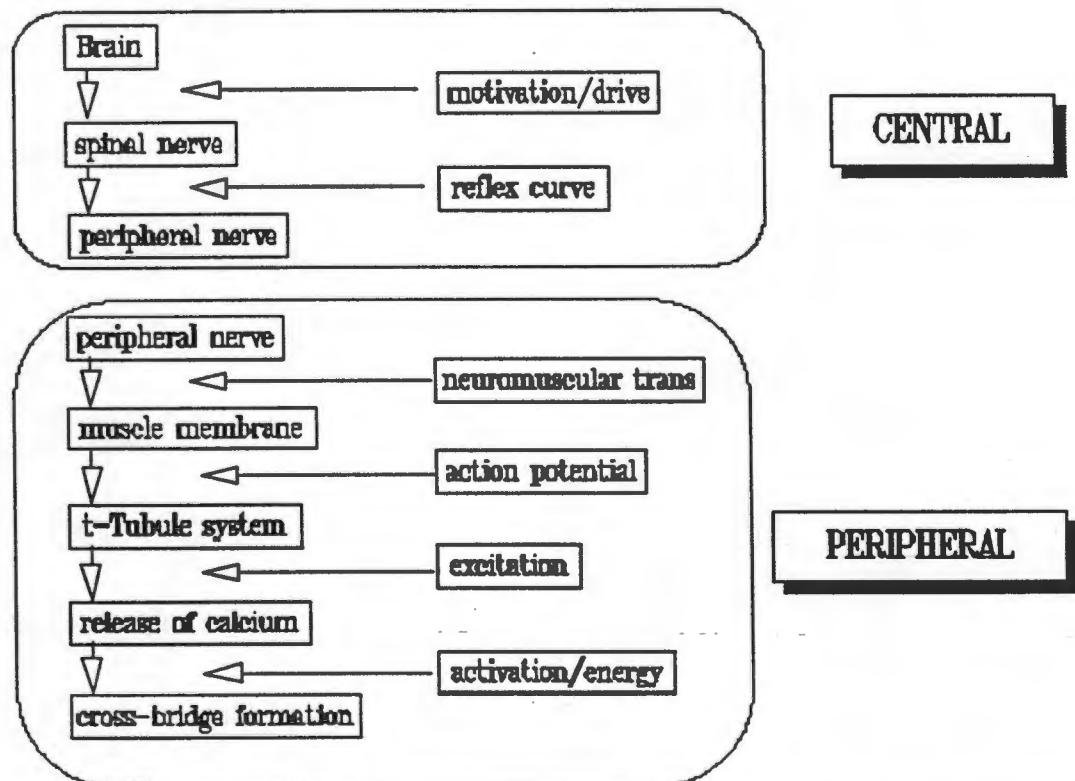 Brain
motivation/drive
CENTRAL
spinal nerve
reflex curve
peripheral nerve
peripheral nerve
neuromuscular trans
muscle membrane
action potential
t-Tubule system
PERIPHERAL
excitation
release of calcium
activation/energy
cross-bridge formation